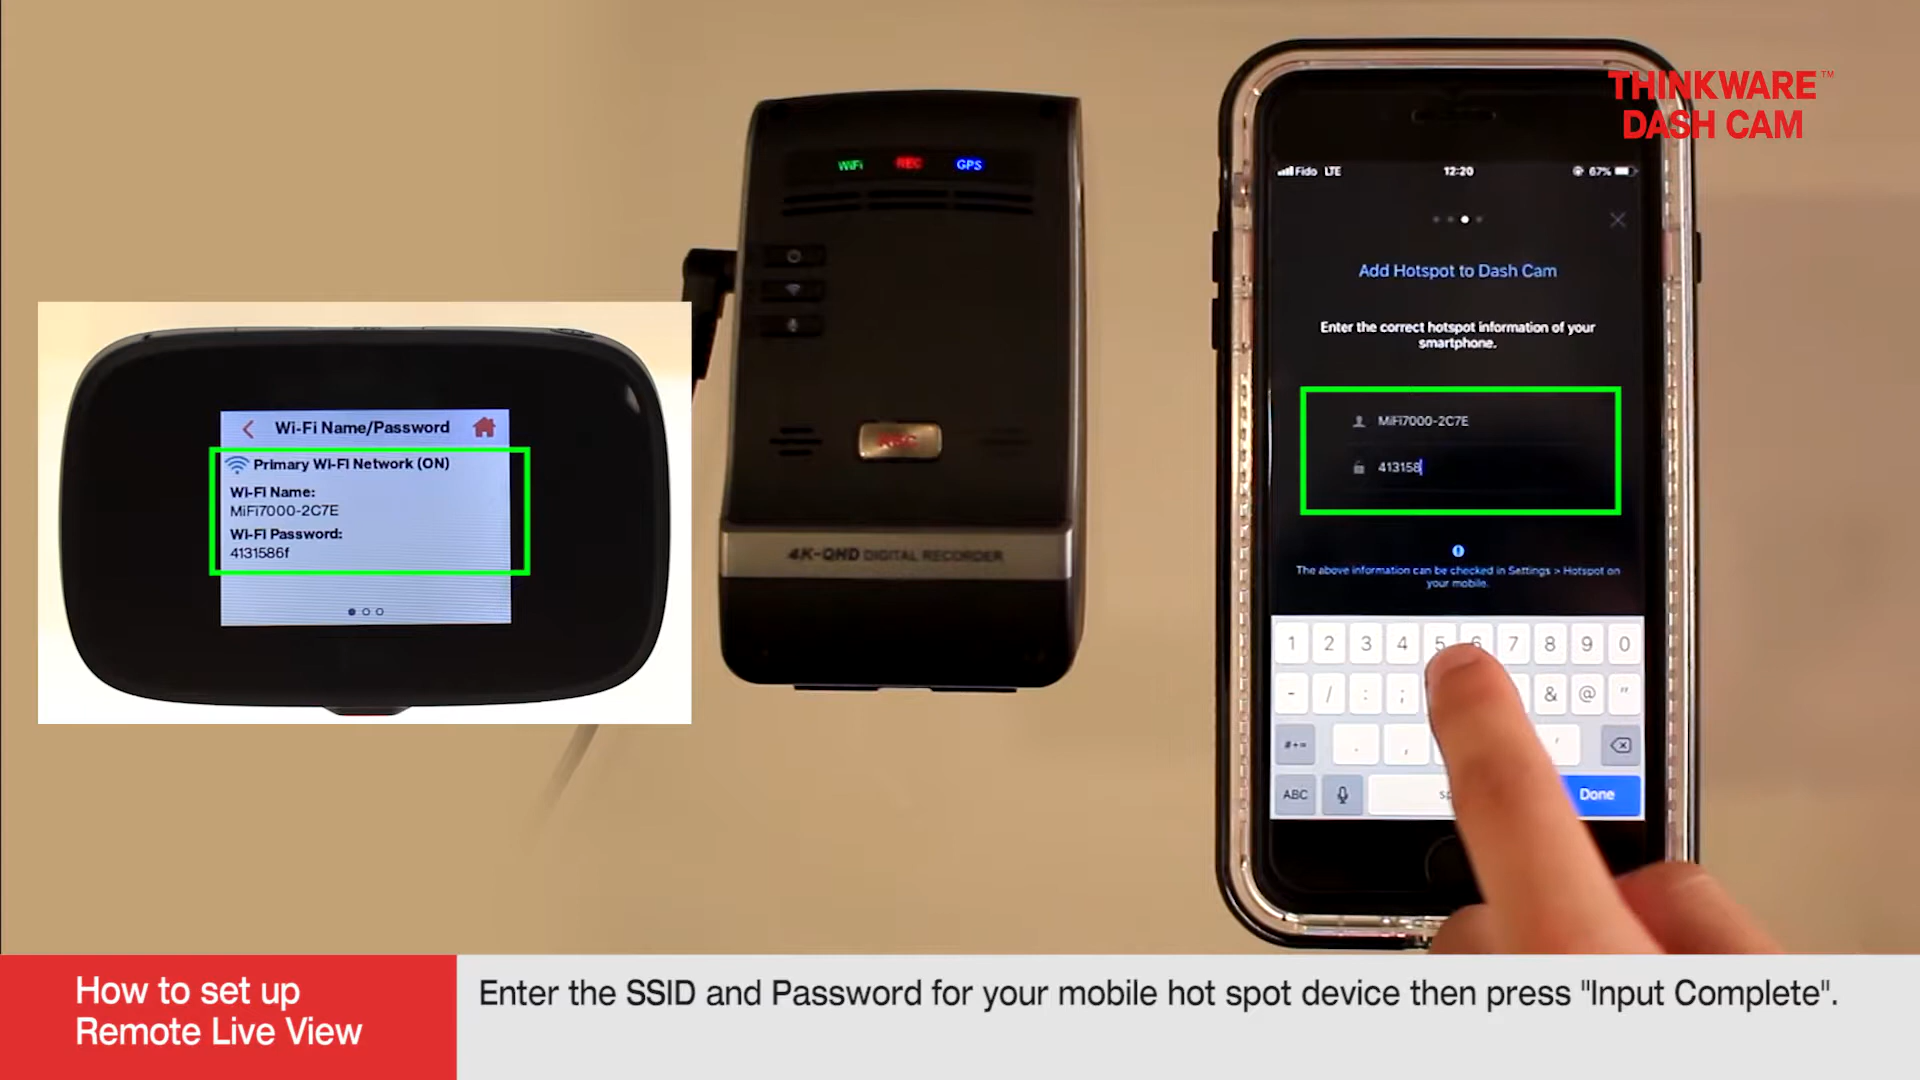 THINKWARE™
DASH CAM
WiFi REC GPS
REC
4K-QHD DIGITAL RECORDER
Wi-Fi Name/Password
Primary Wi-Fi Network (ON)
Wi-Fi Name:
MiFi7000-2C7E
Wi-Fi Password:
4131586f
Fido LTE 12:20 67%
Add Hotspot to Dash Cam
Enter the correct hotspot information of your
smartphone.
MiFi7000-2C7E
413158
The above information can be checked in Settings > Hotspot on
your mobile.
1 2 3 4 5 6 7 8 9 0
- / : ; & @ "
#+= . , '
ABC Done
How to set up
Remote Live View
Enter the SSID and Password for your mobile hot spot device then press "Input Complete".